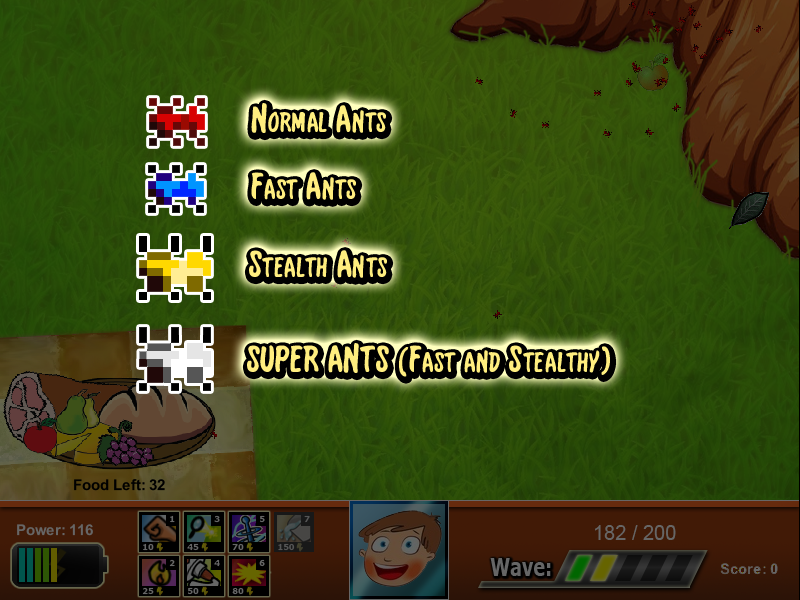 Normal Ants
Fast Ants
Stealth Ants
SUPER ANTS (Fast and Stealthy)
Food Left: 32
Power: 116
1
10
3
45
5
70
7
150
2
25
4
50
6
80
182 / 200
Wave:
Score: 0